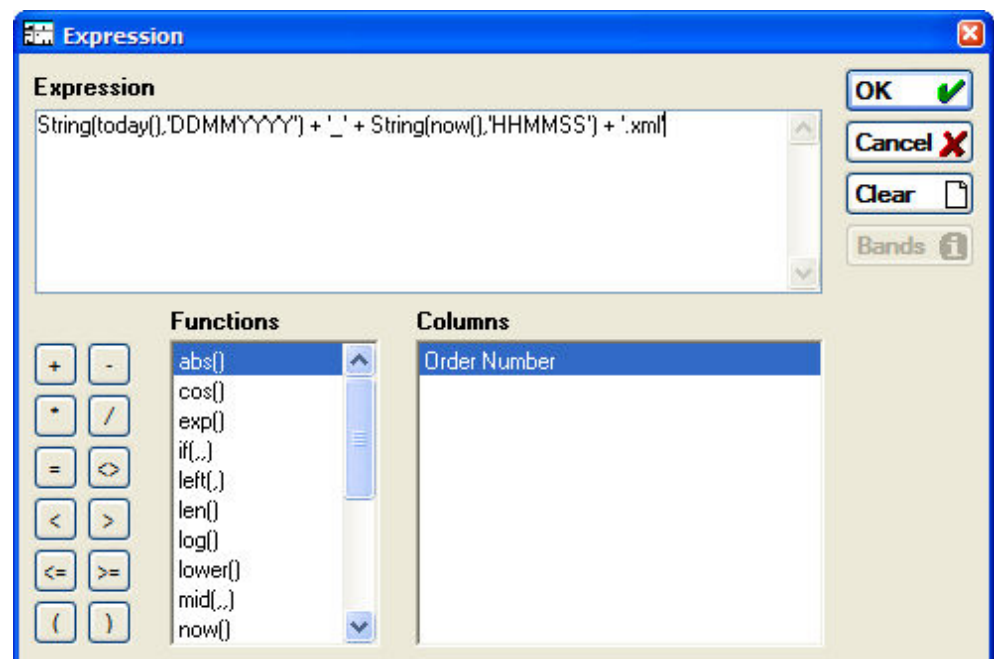 Expression
Expression
String(today(),'DDMMYYYY') + '_' + String(now(),'HHMMSS') + '.xml'
OK
Cancel
Clear
Bands
Functions
Columns
+ -
* /
= <>
< >
<= >=
( )
abs()
cos()
exp()
if(,,)
left(,)
len()
log()
lower()
mid(,,)
now()
Order Number